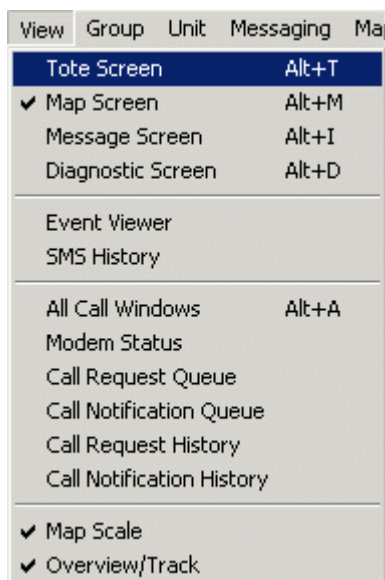 View Group Unit Messaging
Tote Screen Alt+T
Map Screen Alt+M
Message Screen Alt+I
Diagnostic Screen Alt+D
Event Viewer
SMS History
All Call Windows Alt+A
Modem Status
Call Request Queue
Call Notification Queue
Call Request History
Call Notification History
Map Scale
Overview/Track